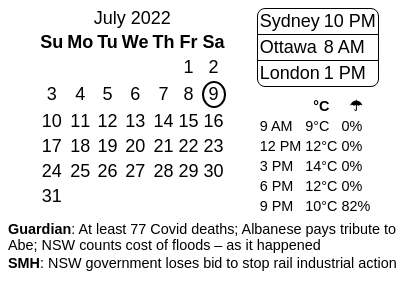 July 2022
Su Mo Tu We Th Fr Sa
1 2
3 4 5 6 7 8 9
10 11 12 13 14 15 16
17 18 19 20 21 22 23
24 25 26 27 28 29 30
31
Sydney 10 PM
Ottawa 8 AM
London 1 PM
°C ☂
9 AM 9°C 0%
12 PM 12°C 0%
3 PM 14°C 0%
6 PM 12°C 0%
9 PM 10°C 82%
Guardian: At least 77 Covid deaths; Albanese pays tribute to
Abe; NSW counts cost of floods – as it happened
SMH: NSW government loses bid to stop rail industrial action